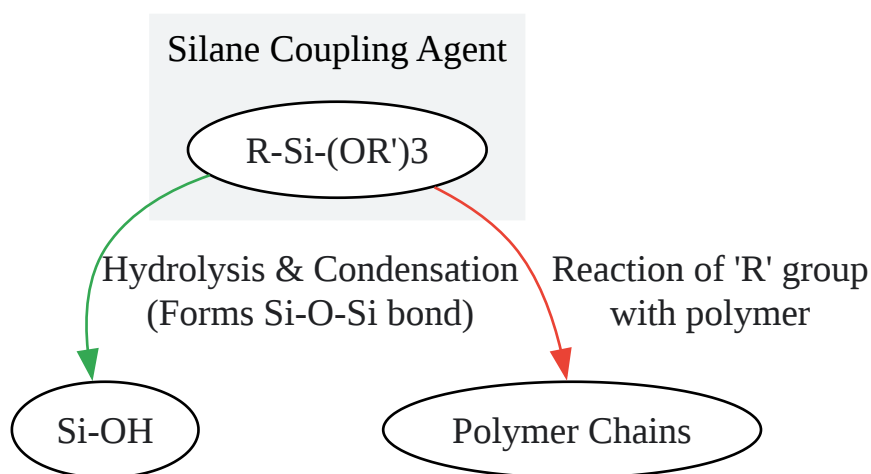 Silane Coupling Agent
R-Si-(OR')3
Hydrolysis & Condensation
(Forms Si-O-Si bond)
Reaction of 'R' group
with polymer
Si-OH
Polymer Chains